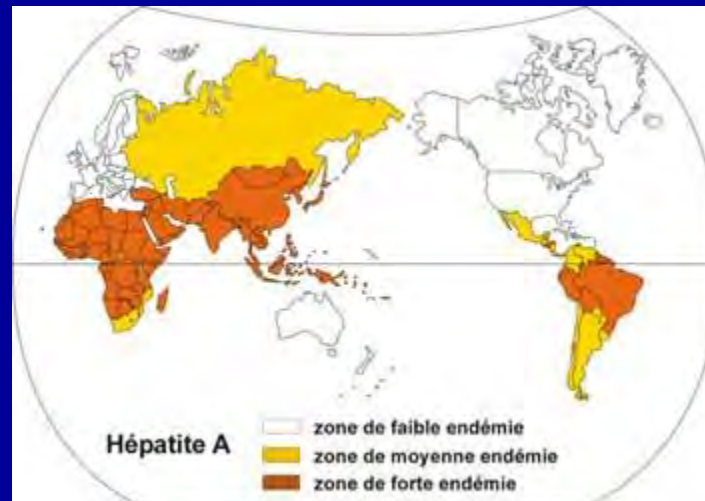 Hépatite A
zone de faible endémie
zone de moyenne endémie
zone de forte endémie